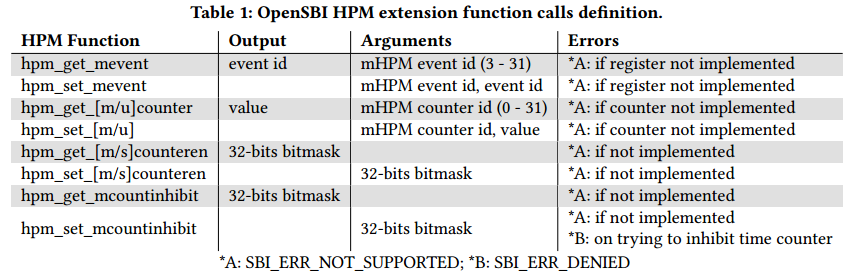 Table 1: OpenSBI HPM extension function calls definition.
HPM Function Output Arguments Errors
hpm_get_mevent event id mHPM event id (3 - 31) *A: if register not implemented
hpm_set_mevent mHPM event id, event id *A: if register not implemented
hpm_get_[m/u]counter value mHPM counter id (0 - 31) *A: if counter not implemented
hpm_set_[m/u] mHPM counter id, value *A: if counter not implemented
hpm_get_[m/s]counteren 32-bits bitmask *A: if not implemented
hpm_set_[m/s]counteren 32-bits bitmask *A: if not implemented
hpm_get_mcountinhibit 32-bits bitmask *A: if not implemented
hpm_set_mcountinhibit 32-bits bitmask *A: if not implemented
*B: on trying to inhibit time counter
*A: SBI_ERR_NOT_SUPPORTED; *B: SBI_ERR_DENIED